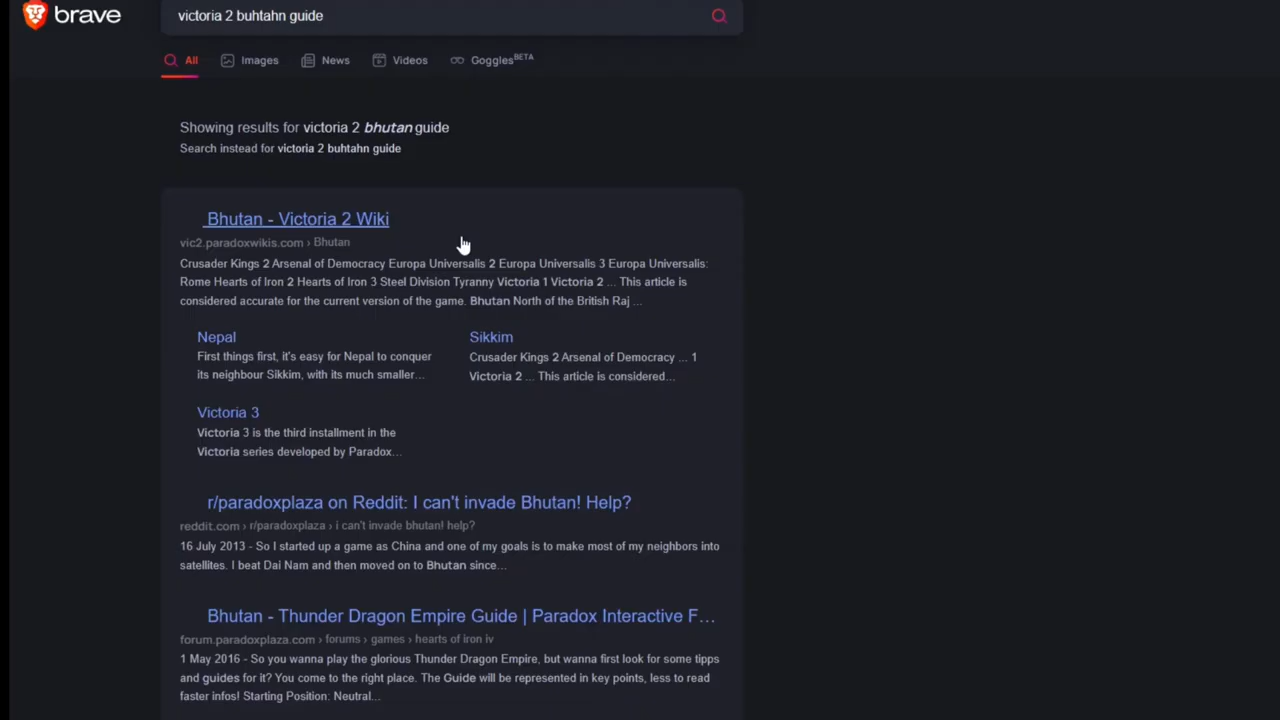 brave
victoria 2 buhtahn guide
All Images News Videos Goggles BETA
Showing results for victoria 2 bhutan guide
Search instead for victoria 2 buhtahn guide
Bhutan - Victoria 2 Wiki
vic2.paradoxwikis.com › Bhutan
Crusader Kings 2 Arsenal of Democracy Europa Universalis 2 Europa Universalis 3 Europa Universalis:
Rome Hearts of Iron 2 Hearts of Iron 3 Steel Division Tyranny Victoria 1 Victoria 2 ... This article is
considered accurate for the current version of the game. Bhutan North of the British Raj ...
Nepal
First things first, it's easy for Nepal to conquer
its neighbour Sikkim, with its much smaller...
Sikkim
Crusader Kings 2 Arsenal of Democracy ... 1
Victoria 2 ... This article is considered...
Victoria 3
Victoria 3 is the third installment in the
Victoria series developed by Paradox...
r/paradoxplaza on Reddit: I can't invade Bhutan! Help?
reddit.com › r/paradoxplaza › i can't invade bhutan! help?
16 July 2013 - So I started up a game as China and one of my goals is to make most of my neighbors into
satellites. I beat Dai Nam and then moved on to Bhutan since...
Bhutan - Thunder Dragon Empire Guide | Paradox Interactive F...
forum.paradoxplaza.com › forums › games › hearts of iron iv
1 May 2016 - So you wanna play the glorious Thunder Dragon Empire, but wanna first look for some tipps
and guides for it? You come to the right place. The Guide will be represented in key points, less to read
faster infos! Starting Position: Neutral...